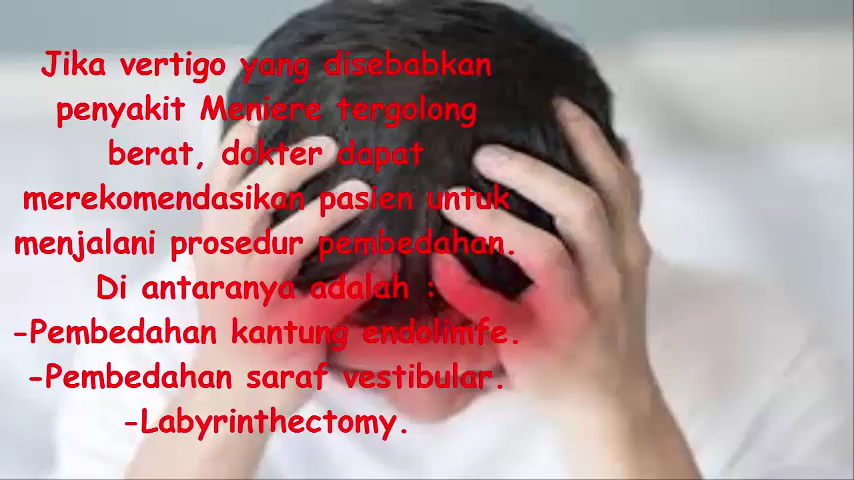 Jika vertigo yang disebabkan
penyakit Meniere tergolong
berat, dokter dapat
merekomendasikan pasien untuk
menjalani prosedur pembedahan.
Di antaranya adalah :
-Pembedahan kantung endolimfe.
-Pembedahan saraf vestibular.
-Labyrinthectomy.